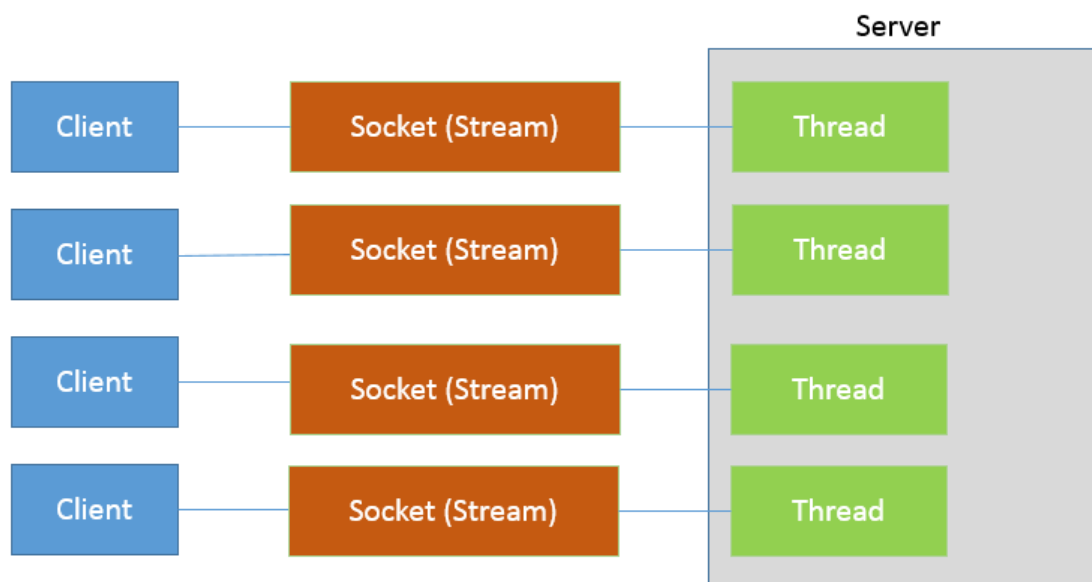 Server
Client
Socket (Stream)
Thread
Client
Socket (Stream)
Thread
Client
Socket (Stream)
Thread
Client
Socket (Stream)
Thread